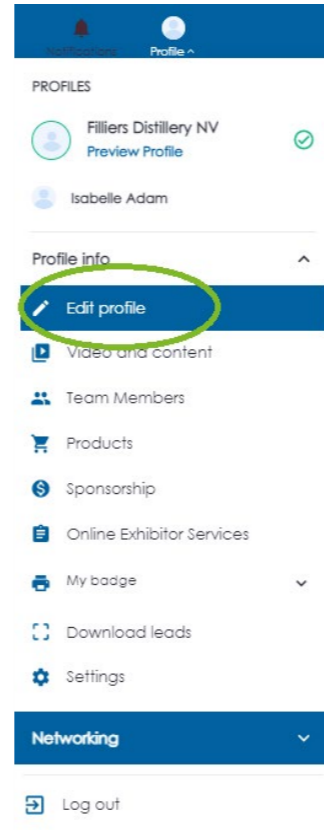 Notifications Profile ^
PROFILES
Filliers Distillery NV
Preview Profile
Isabelle Adam
Profile info
Edit profile
Video and content
Team Members
Products
Sponsorship
Online Exhibitor Services
My badge
Download leads
Settings
Networking
Log out